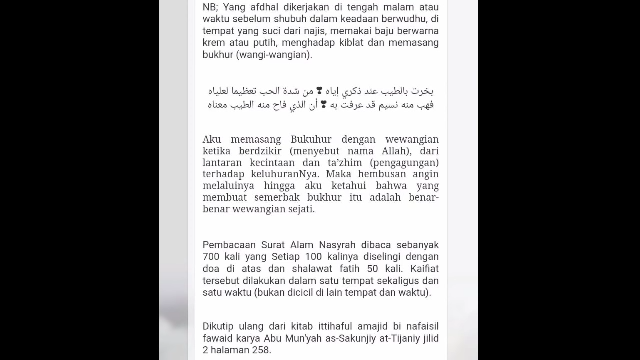 NB; Yang afdhal dikerjakan di tengah malam atau
waktu sebelum shubuh dalam keadaan berwudhu, di
tempat yang suci dari najis, memakai baju berwarna
krem atau putih, menghadap kiblat dan memasang
bukhur (wangi-wangian).
بخرت بالطيب عند ذكري إياه ❣ من شدة الحب تعظيما لعلياه
فهب منه نسيم قد عرفت به ❣ أن الذي فاح منه الطيب معناه
Aku memasang Bukuhur dengan wewangian
ketika berdzikir (menyebut nama Allah), dari
lantaran kecintaan dan ta'zhim (pengagungan)
terhadap keluhuranNya. Maka hembusan angin
melaluinya hingga aku ketahui bahwa yang
membuat semerbak bukhur itu adalah benar-
benar wewangian sejati.
Pembacaan Surat Alam Nasyrah dibaca sebanyak
700 kali yang Setiap 100 kalinya diselingi dengan
doa di atas dan shalawat fatih 50 kali. Kaifiat
tersebut dilakukan dalam satu tempat sekaligus dan
satu waktu (bukan dicicil di lain tempat dan waktu).
Dikutip ulang dari kitab ittihaful amajid bi nafaisil
fawaid karya Abu Mun'yah as-Sakunjiy at-Tijaniy jilid
2 halaman 258.